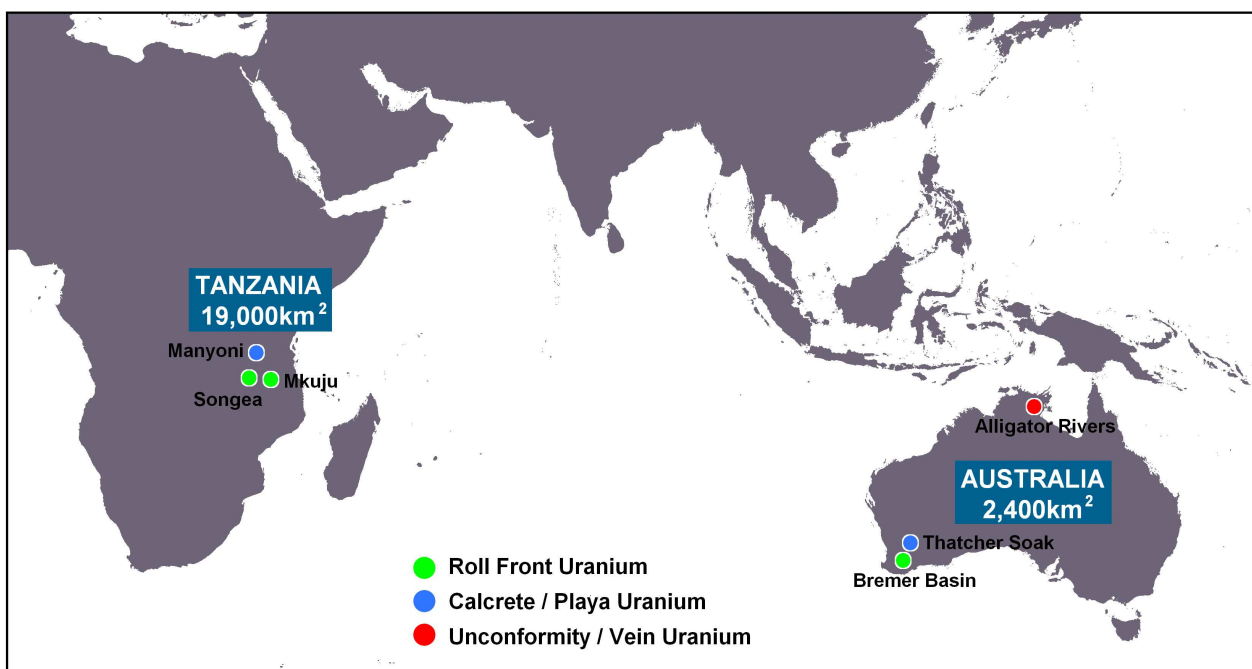 TANZANIA
19,000km²
Manyoni
Mkuju
Songea
Alligator Rivers
AUSTRALIA
2,400km²
Thatcher Soak
Bremer Basin
Roll Front Uranium
Calcrete / Playa Uranium
Unconformity / Vein Uranium